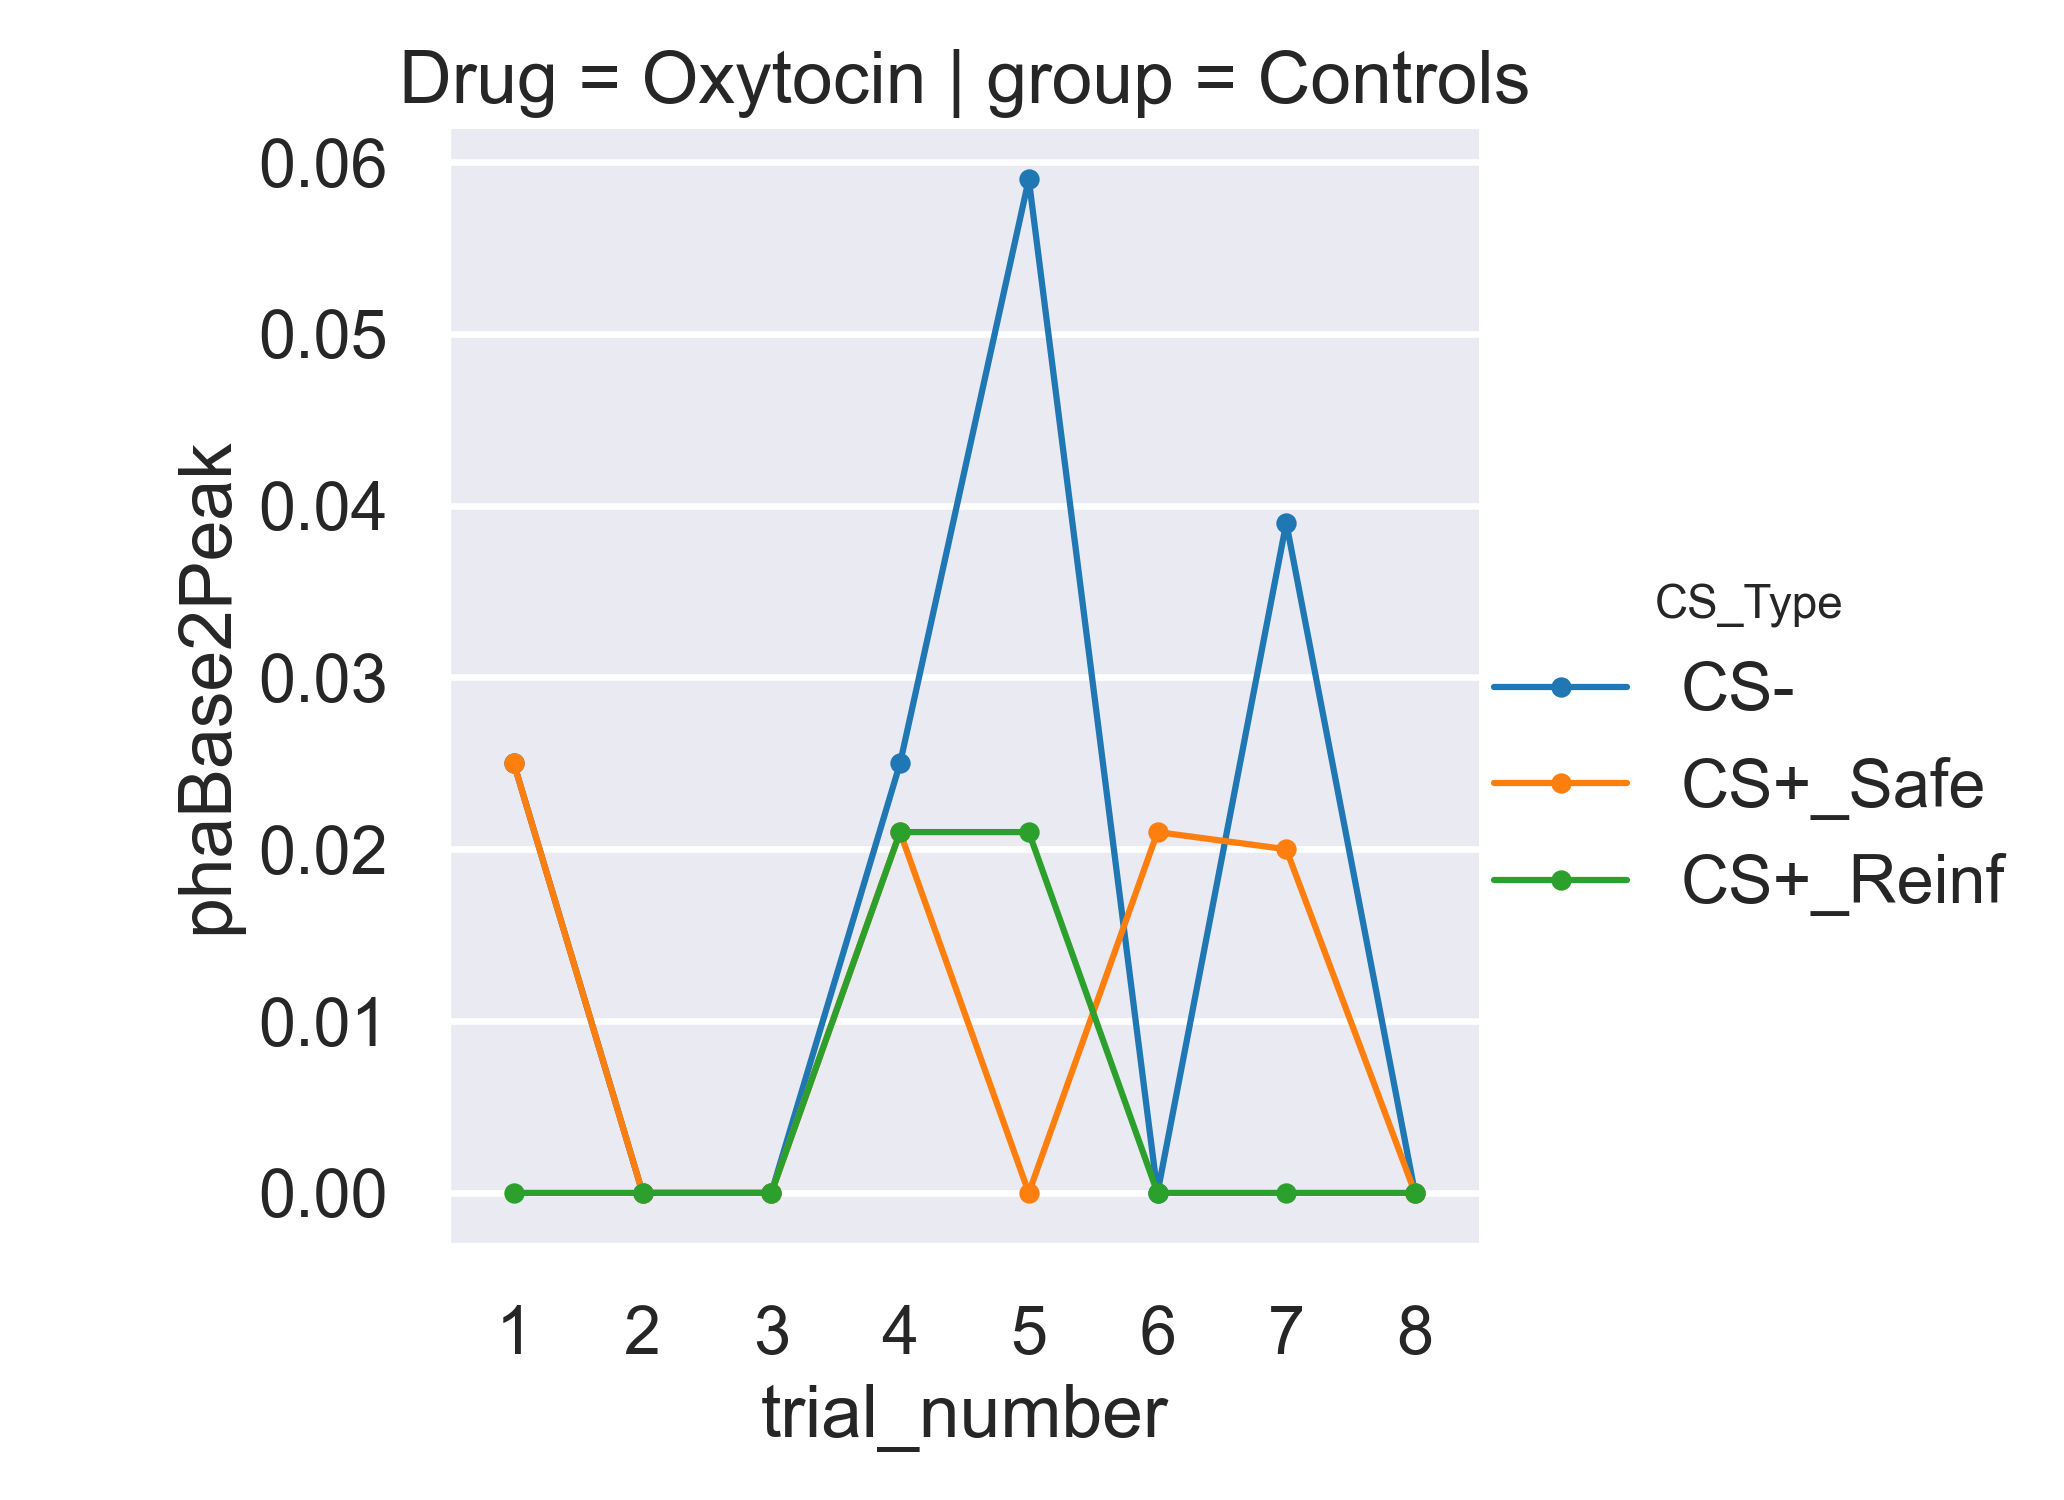 Drug = Oxytocin | group = Controls
0.06
0.05
0.04
0.03
0.02
0.01
0.00
phaBase2Peak
1 2 3 4 5 6 7 8
trial_number
CS_Type
CS-
CS+_Safe
CS+_Reinf